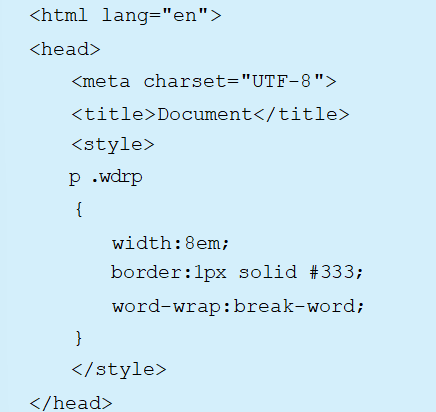 <html lang="en">
<head>
<meta charset="UTF-8">
<title>Document</title>
<style>
p .wdrp
{
width:8em;
border:1px solid #333;
word-wrap:break-word;
}
</style>
</head>